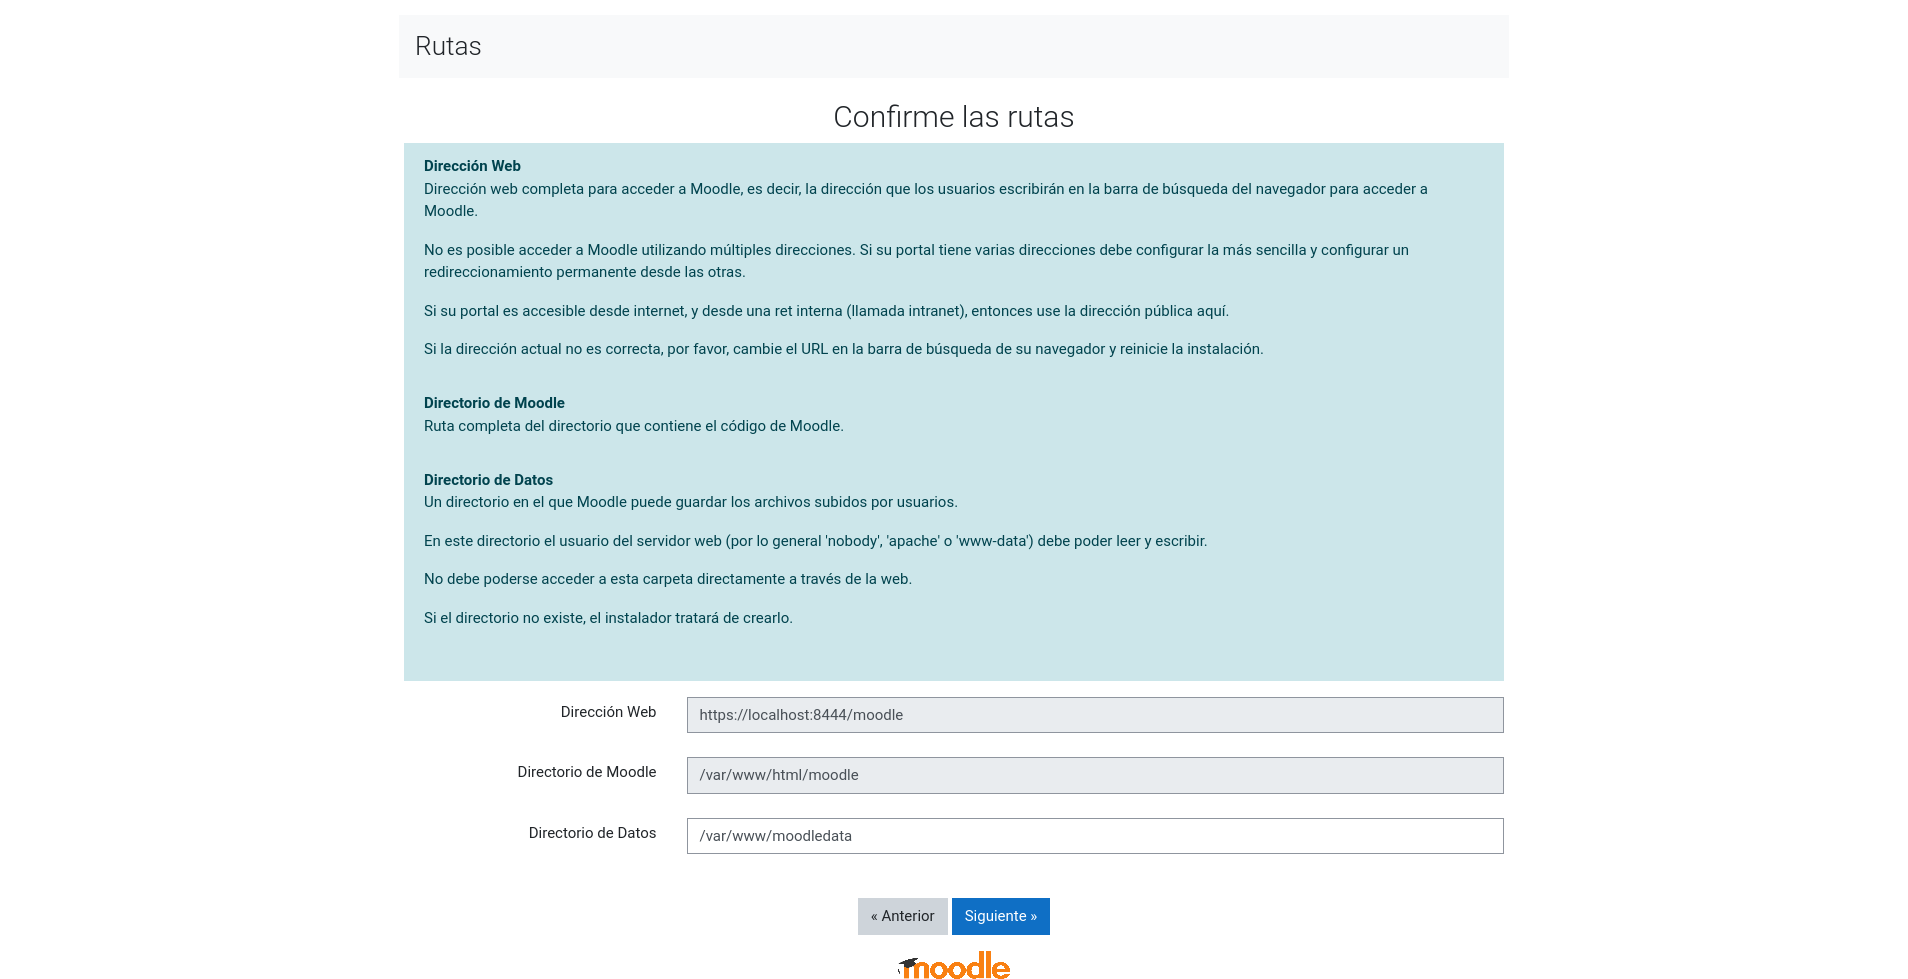 Rutas
Confirme las rutas
Dirección Web
Dirección web completa para acceder a Moodle, es decir, la dirección que los usuarios escribirán en la barra de búsqueda del navegador para acceder a
Moodle.
No es posible acceder a Moodle utilizando múltiples direcciones. Si su portal tiene varias direcciones debe configurar la más sencilla y configurar un
redireccionamiento permanente desde las otras.
Si su portal es accesible desde internet, y desde una ret interna (llamada intranet), entonces use la dirección pública aquí.
Si la dirección actual no es correcta, por favor, cambie el URL en la barra de búsqueda de su navegador y reinicie la instalación.
Directorio de Moodle
Ruta completa del directorio que contiene el código de Moodle.
Directorio de Datos
Un directorio en el que Moodle puede guardar los archivos subidos por usuarios.
En este directorio el usuario del servidor web (por lo general 'nobody', 'apache' o 'www-data') debe poder leer y escribir.
No debe poderse acceder a esta carpeta directamente a través de la web.
Si el directorio no existe, el instalador tratará de crearlo.
Dirección Web https://localhost:8444/moodle
Directorio de Moodle /var/www/html/moodle
Directorio de Datos /var/www/moodledata
« Anterior Siguiente »
moodle